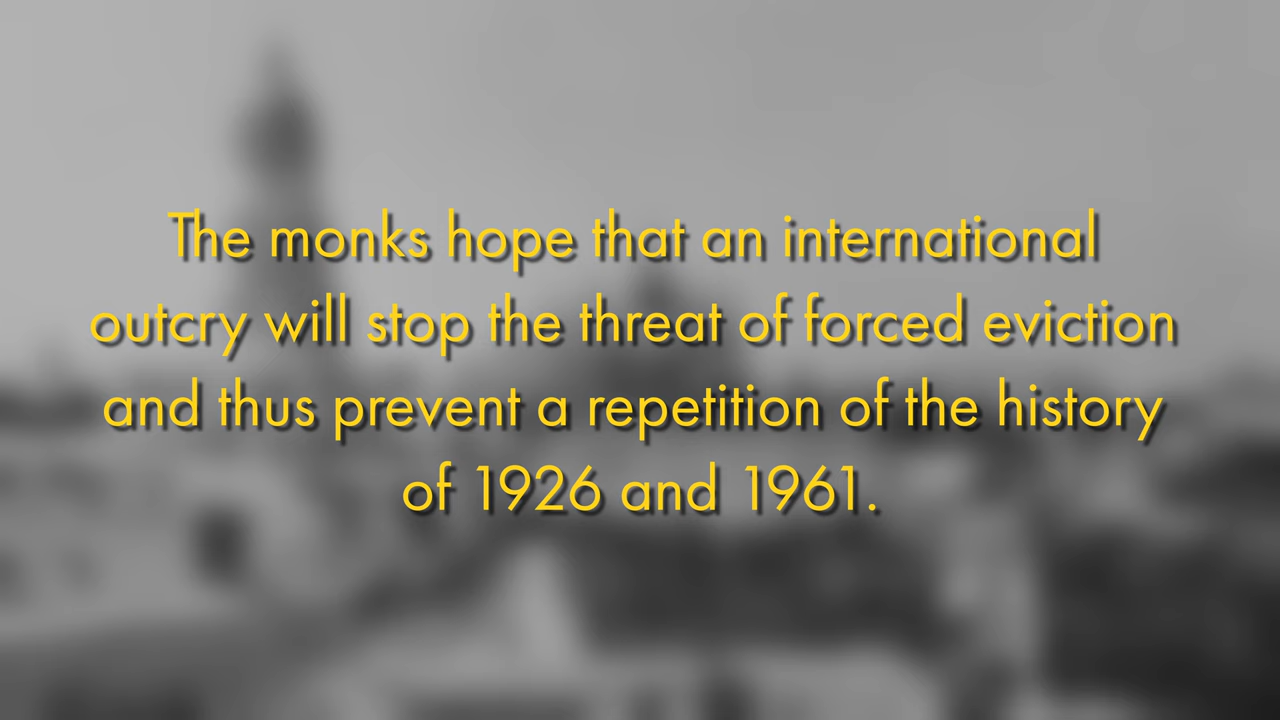 The monks hope that an international
outcry will stop the threat of forced eviction
and thus prevent a repetition of the history
of 1926 and 1961.